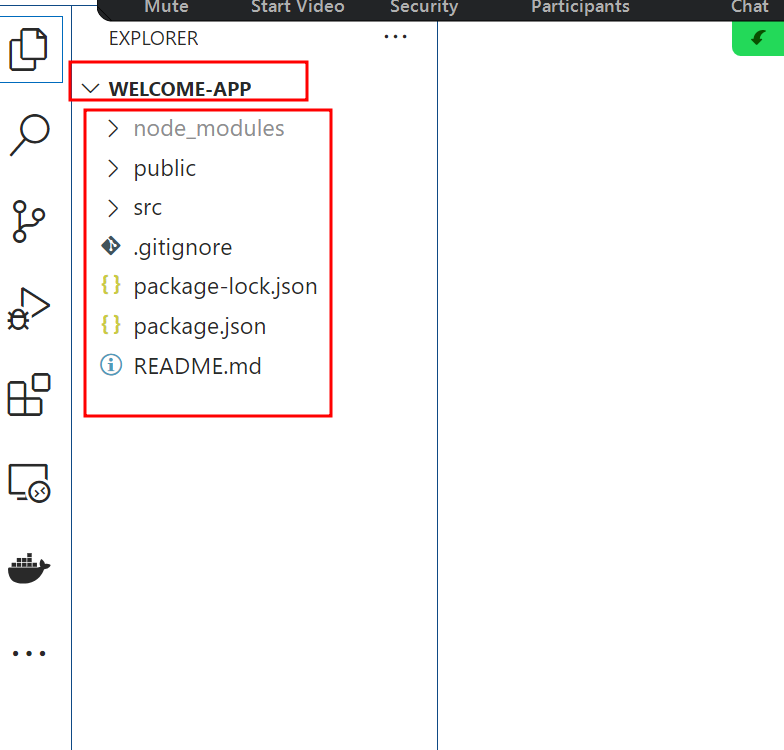 Mute Start Video Security Participants Chat
EXPLORER
WELCOME-APP
node_modules
public
src
.gitignore
package-lock.json
package.json
README.md